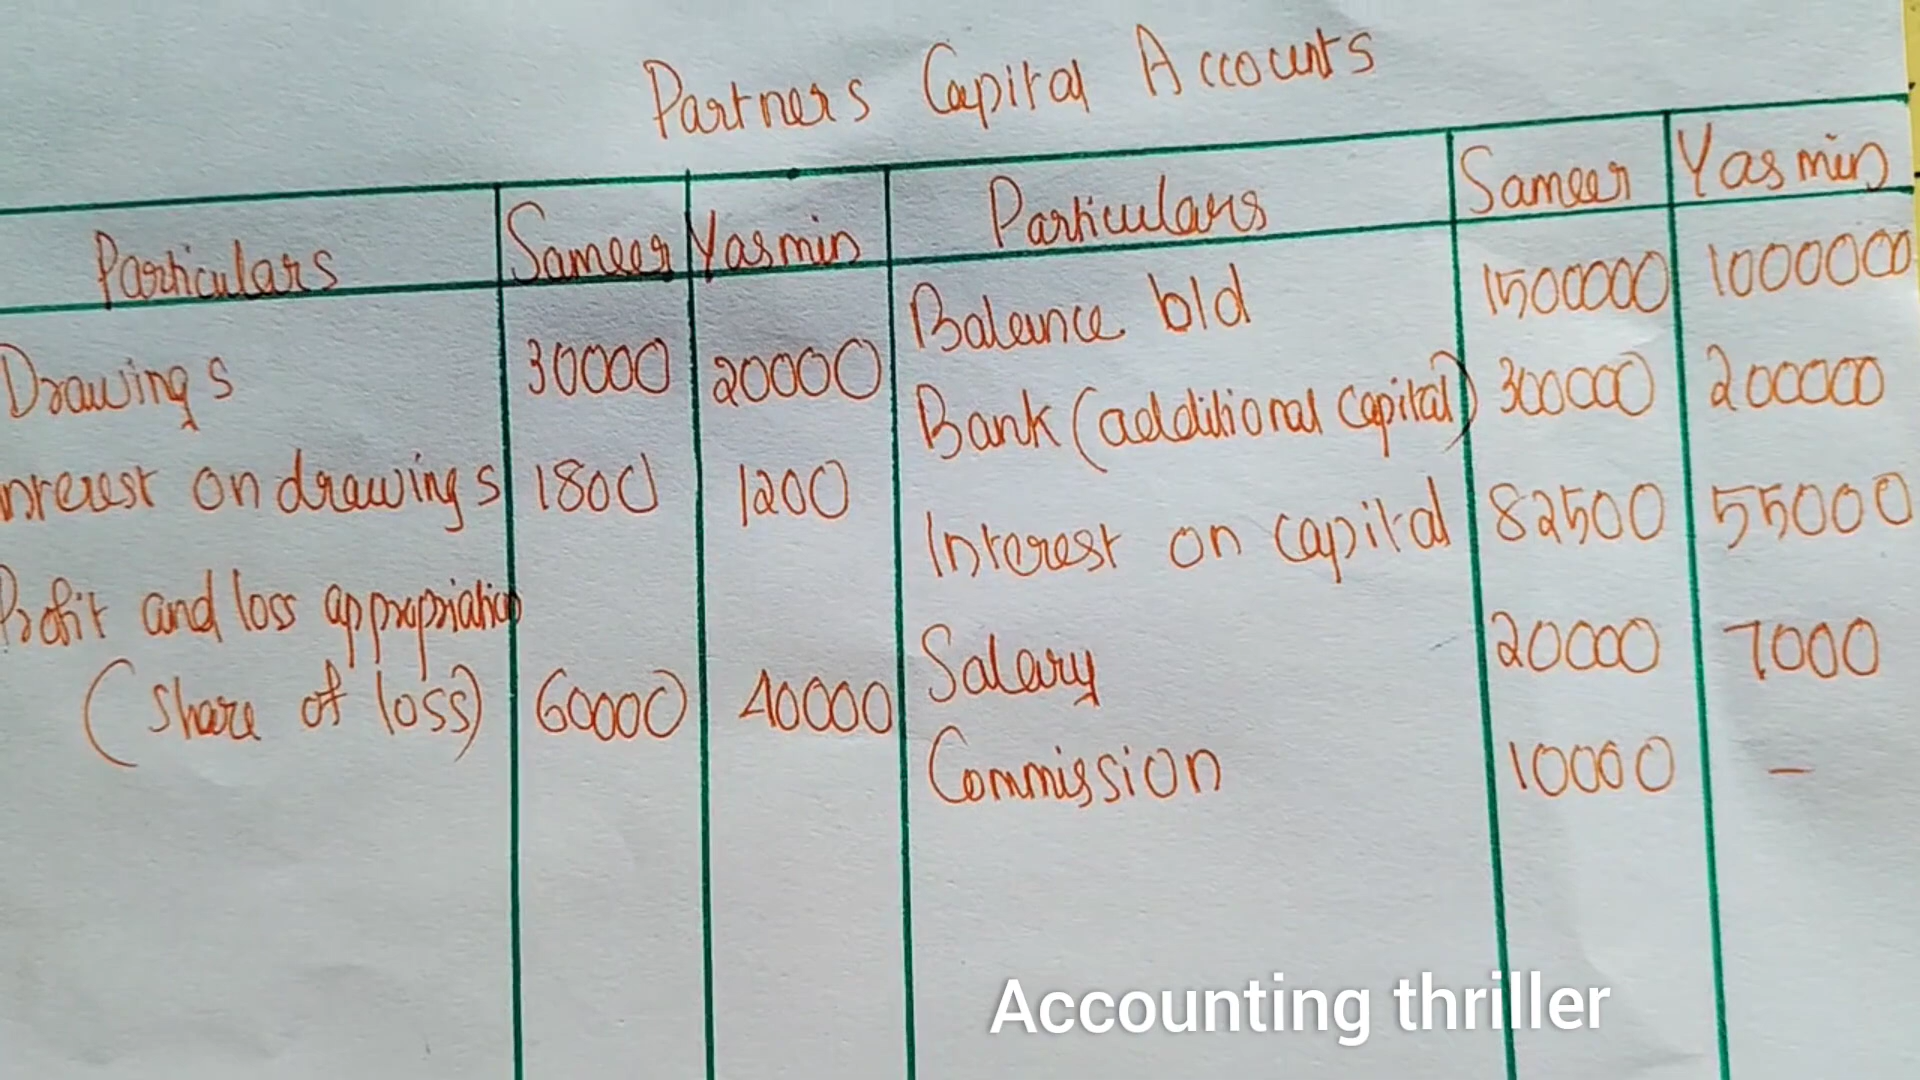 Partners Capital Accounts
Particulars Sameer Yasmin Particulars Sameer Yasmin
Drawings 30000 20000 Balance b/d 1500000 1000000
Interest on drawings 1800 1200 Bank (additional capital) 300000 200000
Profit and loss appropriation Interest on capital 82500 55000
(Share of loss) 60000 40000 Salary 20000 7000
Commission 10000 -
Accounting thriller